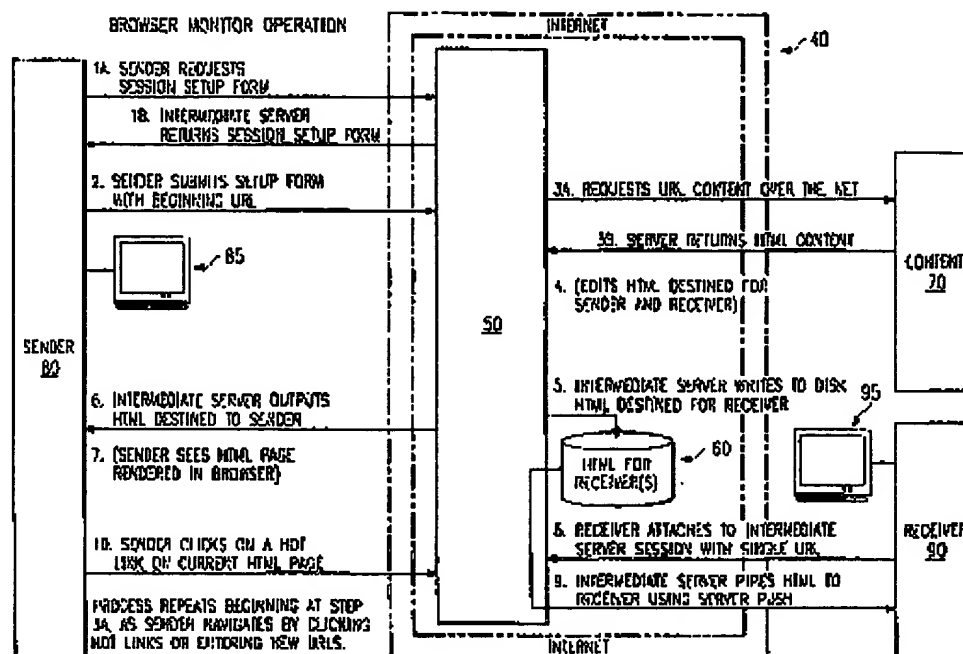 BROWSER MONITOR OPERATION
INTERNET
40
1A. SENDER REQUESTS
SESSION SETUP FORM
1B. INTERMEDIATE SERVER
RETURNS SESSION SETUP FORM
2. SENDER SUBMITS SETUP FORM
WITH BEGINNING URL
3A. REQUESTS URL CONTENT OVER THE NET
3B. SERVER RETURNS HTML CONTENT
85
CONTENT
70
4. (EDITS HTML DESTINED FOR
SENDER AND RECEIVER)
50
SENDER
80
5. INTERMEDIATE SERVER WRITES TO DISK
HTML DESTINED FOR RECEIVER
95
6. INTERMEDIATE SERVER OUTPUTS
HTML DESTINED TO SENDER
7. (SENDER SEES HTML PAGE
RENDERED IN BROWSER)
HTML FOR
RECEIVER(S)
60
8. RECEIVER ATTACHES TO INTERMEDIATE
SERVER SESSION WITH SINGLE URL
RECEIVER
90
9. INTERMEDIATE SERVER PIPES HTML TO
RECEIVER USING SERVER PUSH
10. SENDER CLICKS ON A HOT
LINK ON CURRENT HTML PAGE
PROCESS REPEATS BEGINNING AT STEP
3A, AS SENDER NAVIGATES BY CLICKING
HOT LINKS OR ENTERING NEW URLS.
INTERNET